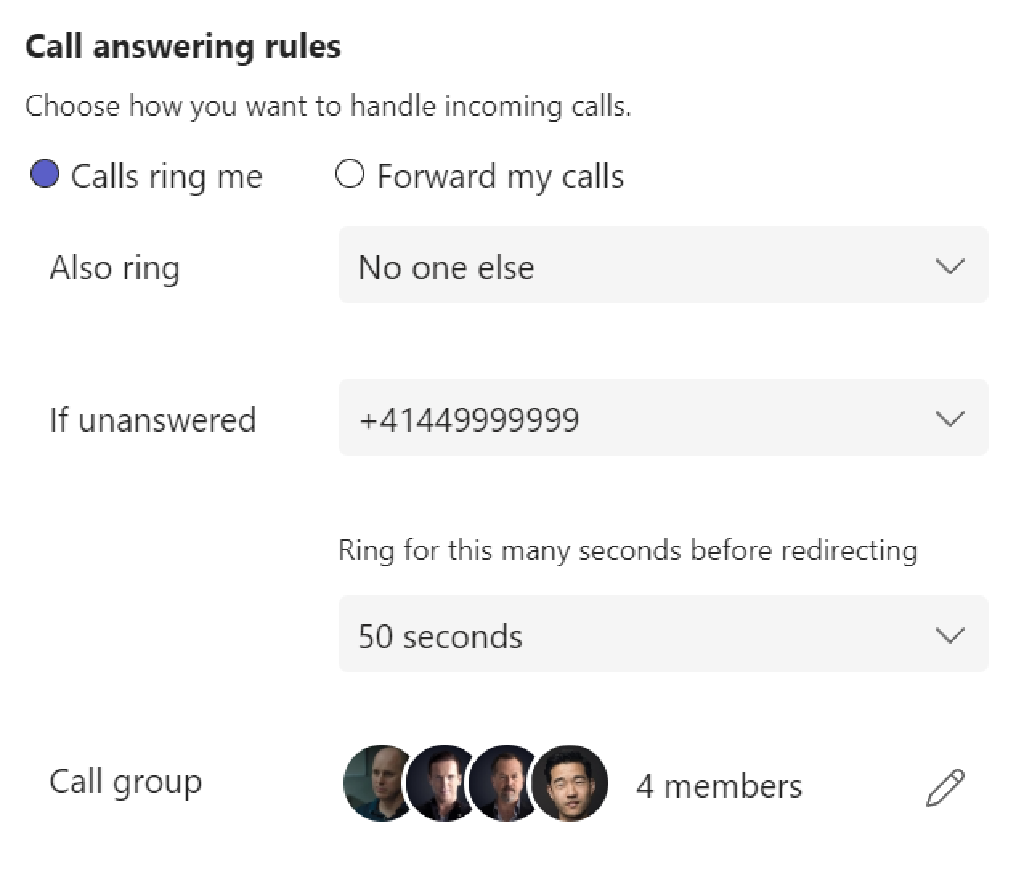 Call answering rules
Choose how you want to handle incoming calls.
Calls ring me Forward my calls
Also ring No one else
If unanswered +41449999999
Ring for this many seconds before redirecting
50 seconds
Call group 4 members